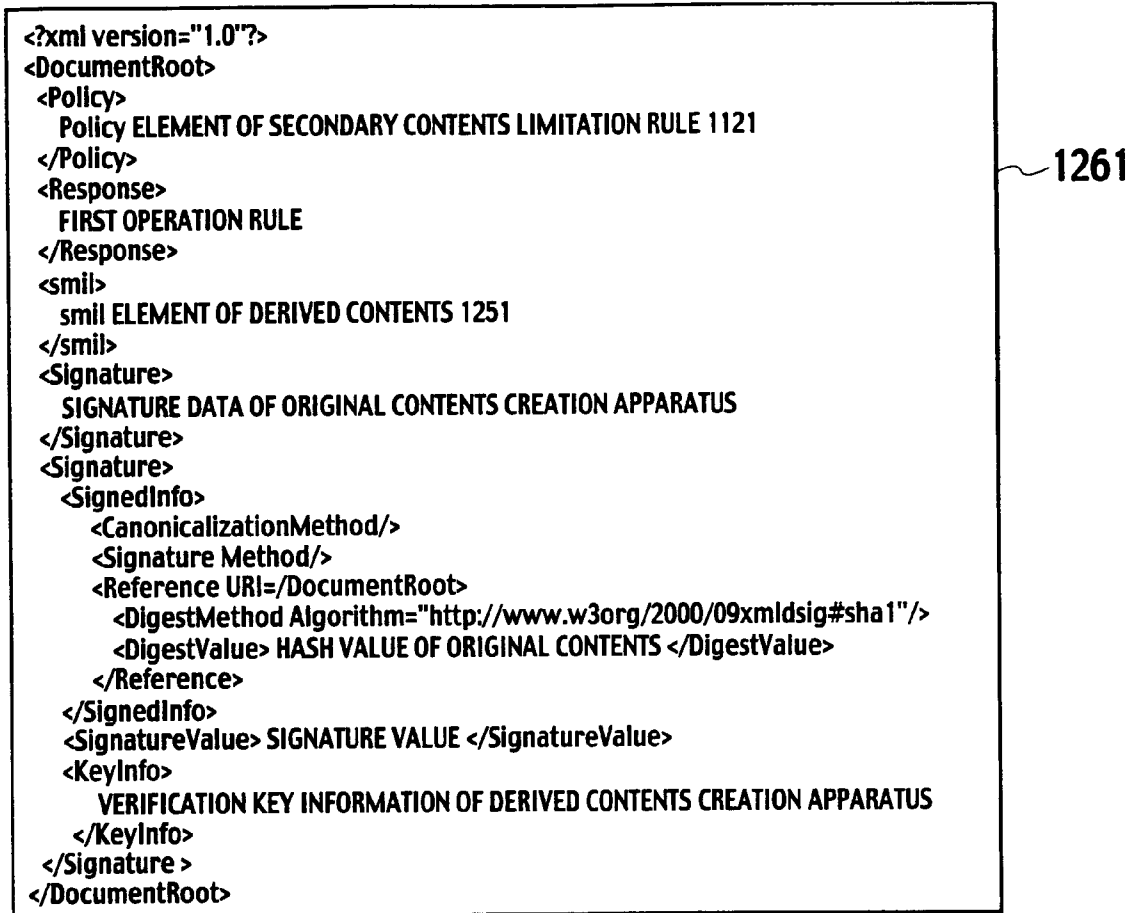 <?xml version="1.0"?>
<DocumentRoot>
<Policy>
Policy ELEMENT OF SECONDARY CONTENTS LIMITATION RULE 1121
</Policy>
<Response>
FIRST OPERATION RULE
</Response>
<smil>
smil ELEMENT OF DERIVED CONTENTS 1251
</smil>
<Signature>
SIGNATURE DATA OF ORIGINAL CONTENTS CREATION APPARATUS
</Signature>
<Signature>
<SignedInfo>
<CanonicalizationMethod/>
<Signature Method/>
<Reference URI=/DocumentRoot>
<DigestMethod Algorithm="http://www.w3org/2000/09xmldsig#sha1"/>
<DigestValue> HASH VALUE OF ORIGINAL CONTENTS </DigestValue>
</Reference>
</SignedInfo>
<SignatureValue> SIGNATURE VALUE </SignatureValue>
<KeyInfo>
VERIFICATION KEY INFORMATION OF DERIVED CONTENTS CREATION APPARATUS
</KeyInfo>
</Signature >
</DocumentRoot>
1261